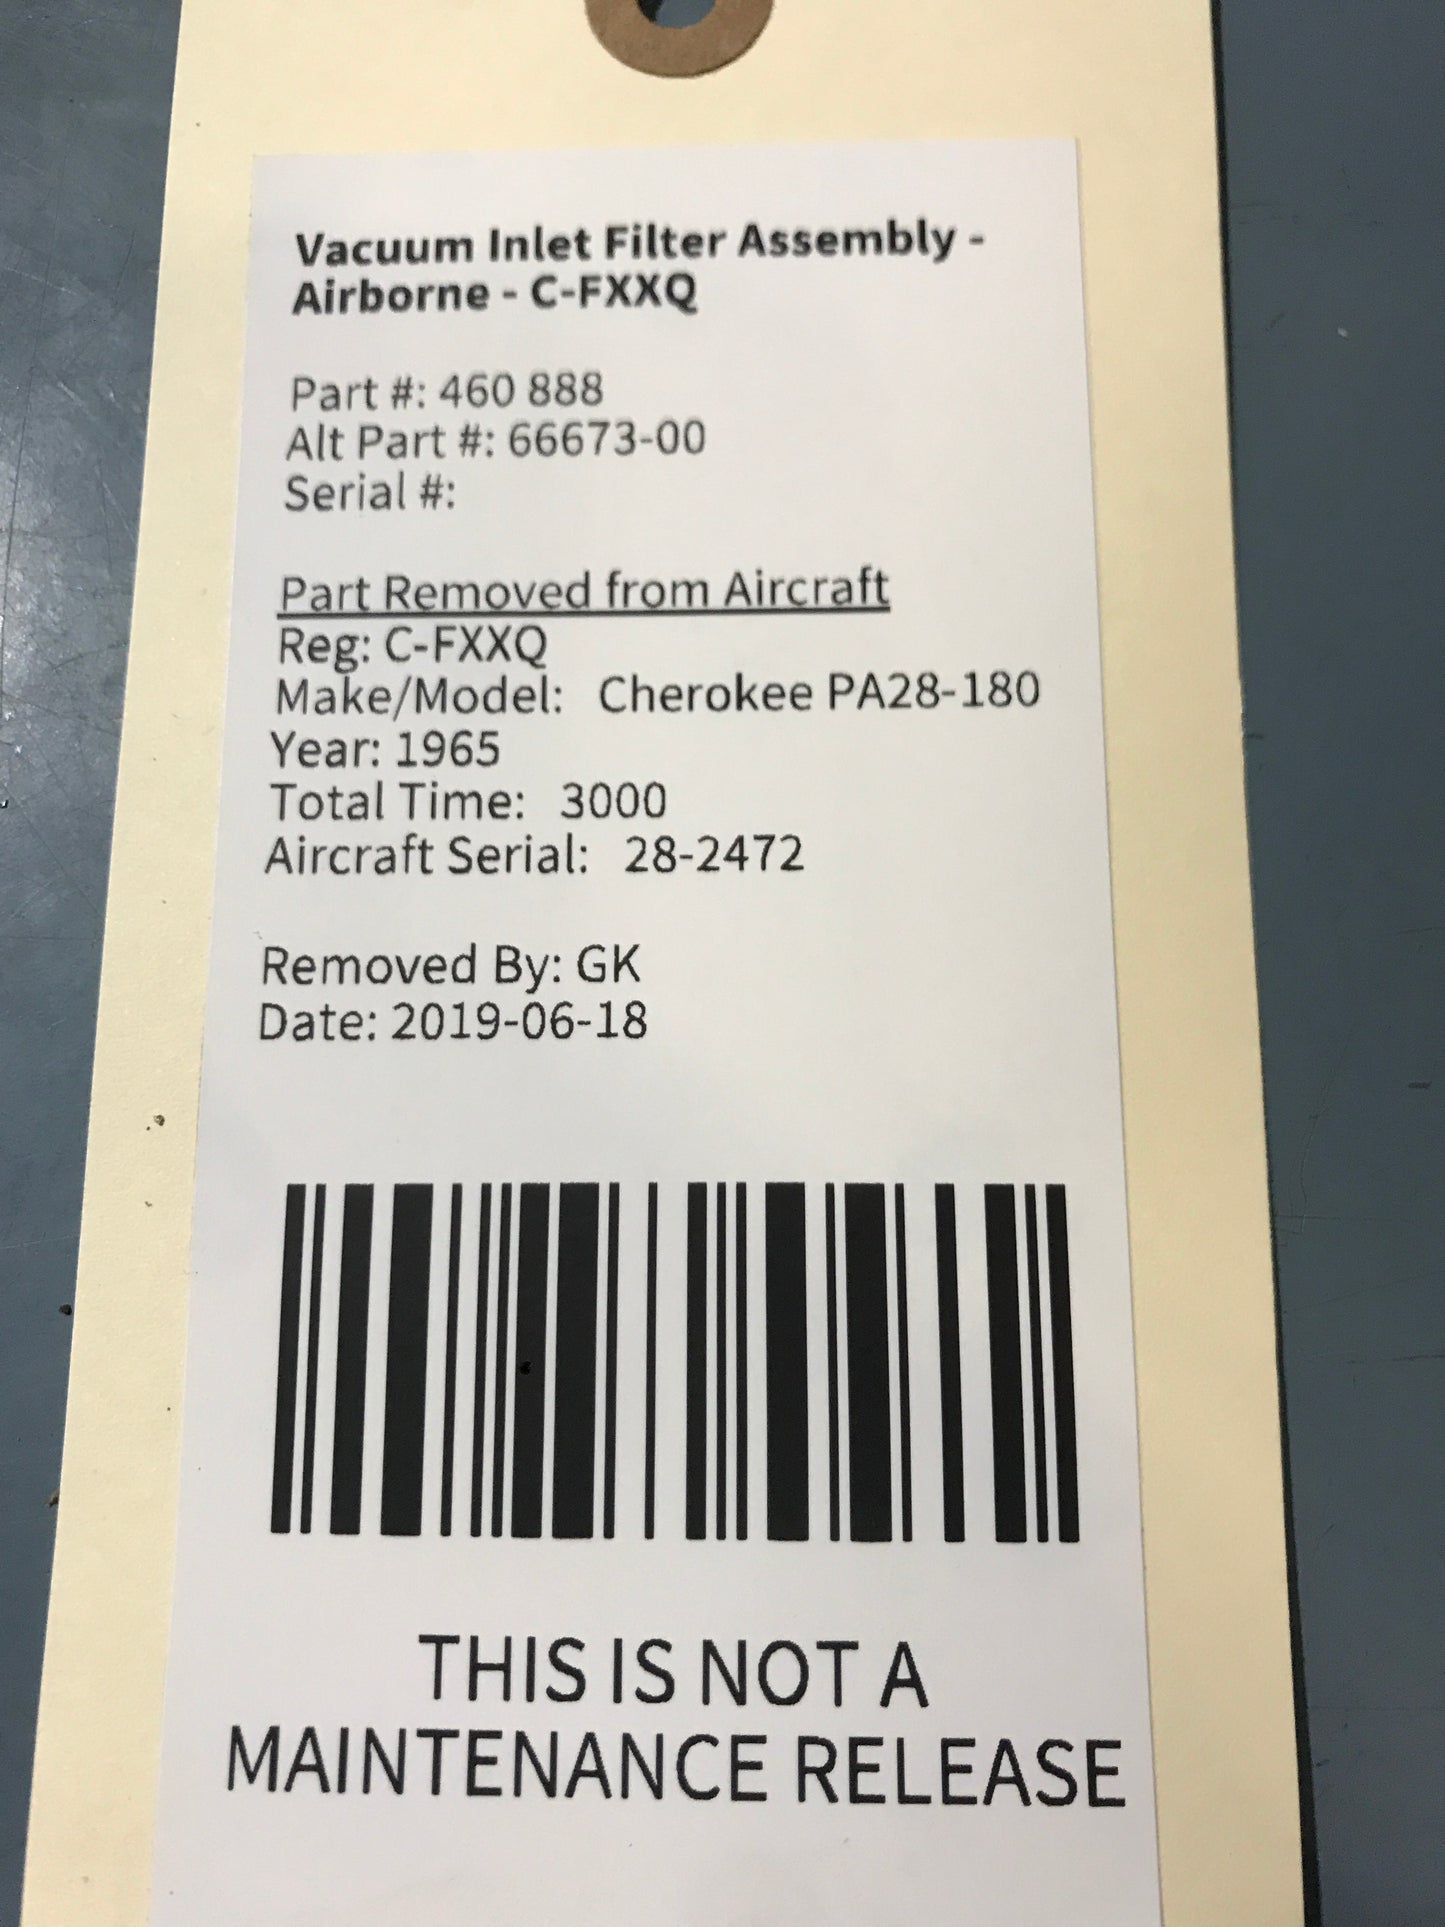 Vacuum Inlet Filter Assembly -
Airborne - C-FXXQ
Part #: 460 888
Alt Part #: 66673-00
Serial #:
Part Removed from Aircraft
Reg: C-FXXQ
Make/Model: Cherokee PA28-180
Year: 1965
Total Time: 3000
Aircraft Serial: 28-2472
Removed By: GK
Date: 2019-06-18
THIS IS NOT A
MAINTENANCE RELEASE